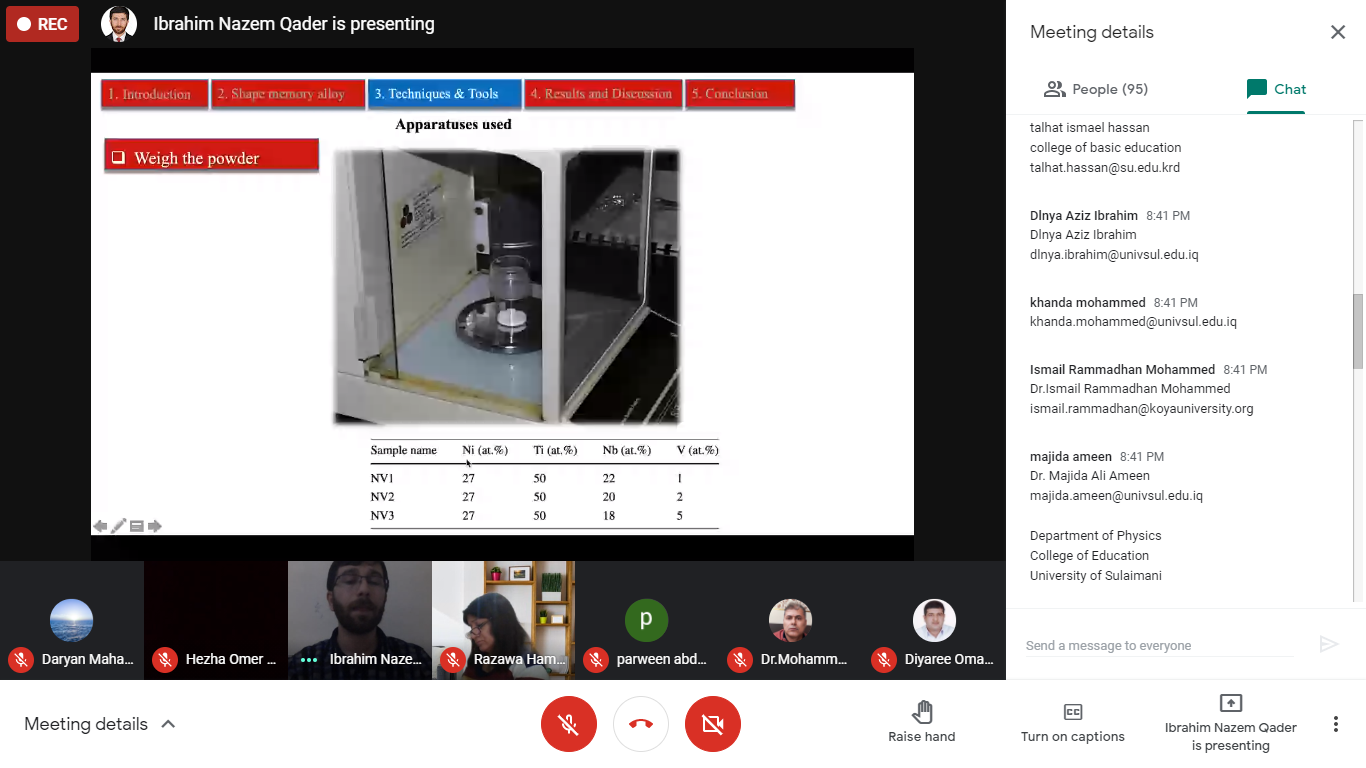 REC
Ibrahim Nazem Qader is presenting
1. Introduction
2. Shape memory alloy
3. Techniques & Tools
4. Results and Discussion
5. Conclusion
Apparatuses used
Weigh the powder
Sample name Ni (at.%) Ti (at.%) Nb (at.%) V (at.%)
NV1 27 50 22 1
NV2 27 50 20 2
NV3 27 50 18 5
Daryan Maha...
Hezha Omer ...
Ibrahim Naze...
Razawa Ham...
p
parween abd...
Dr.Mohamm...
Diyaree Oma...
Meeting details
People (95)
Chat
talhat ismael hassan
college of basic education
talhat.hassan@su.edu.krd
Dlnya Aziz Ibrahim 8:41 PM
Dlnya Aziz Ibrahim
dlnya.ibrahim@univsul.edu.iq
khanda mohammed 8:41 PM
khanda.mohammed@univsul.edu.iq
Ismail Rammadhan Mohammed 8:41 PM
Dr.Ismail Rammadhan Mohammed
ismail.rammadhan@koyauniversity.org
majida ameen 8:41 PM
Dr. Majida Ali Ameen
majida.ameen@univsul.edu.iq
Department of Physics
College of Education
University of Sulaimani
Send a message to everyone
Meeting details
Raise hand
CC
Turn on captions
Ibrahim Nazem Qader
is presenting